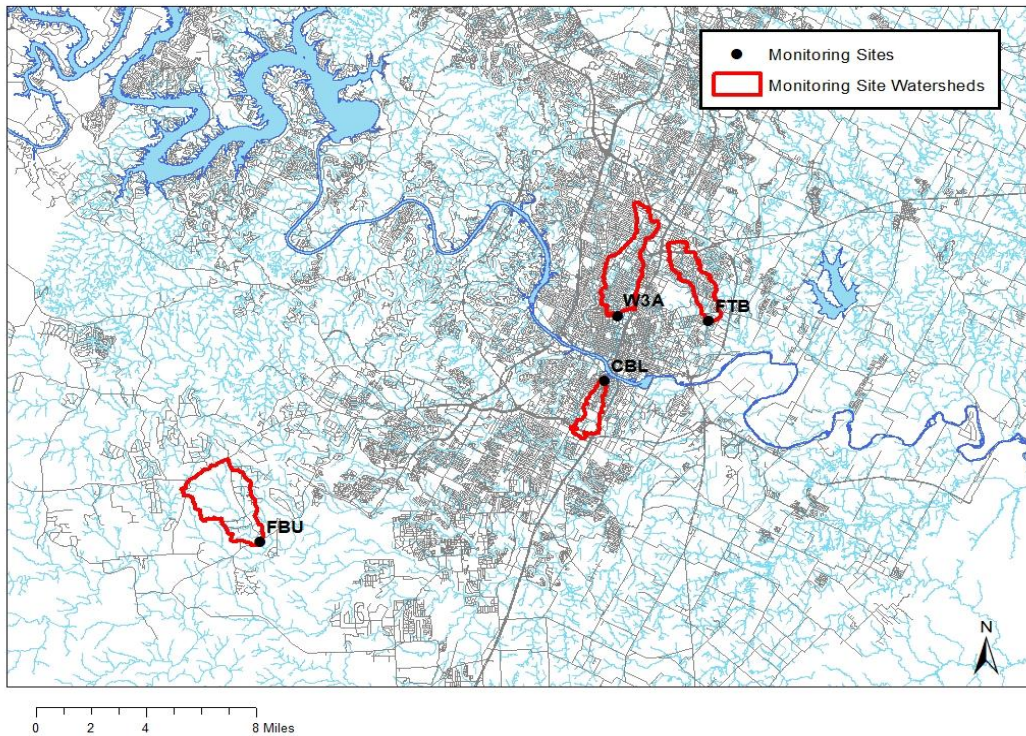 Monitoring Sites
Monitoring Site Watersheds
W3A
FTB
CBL
FBU
N
0 2 4 8 Miles